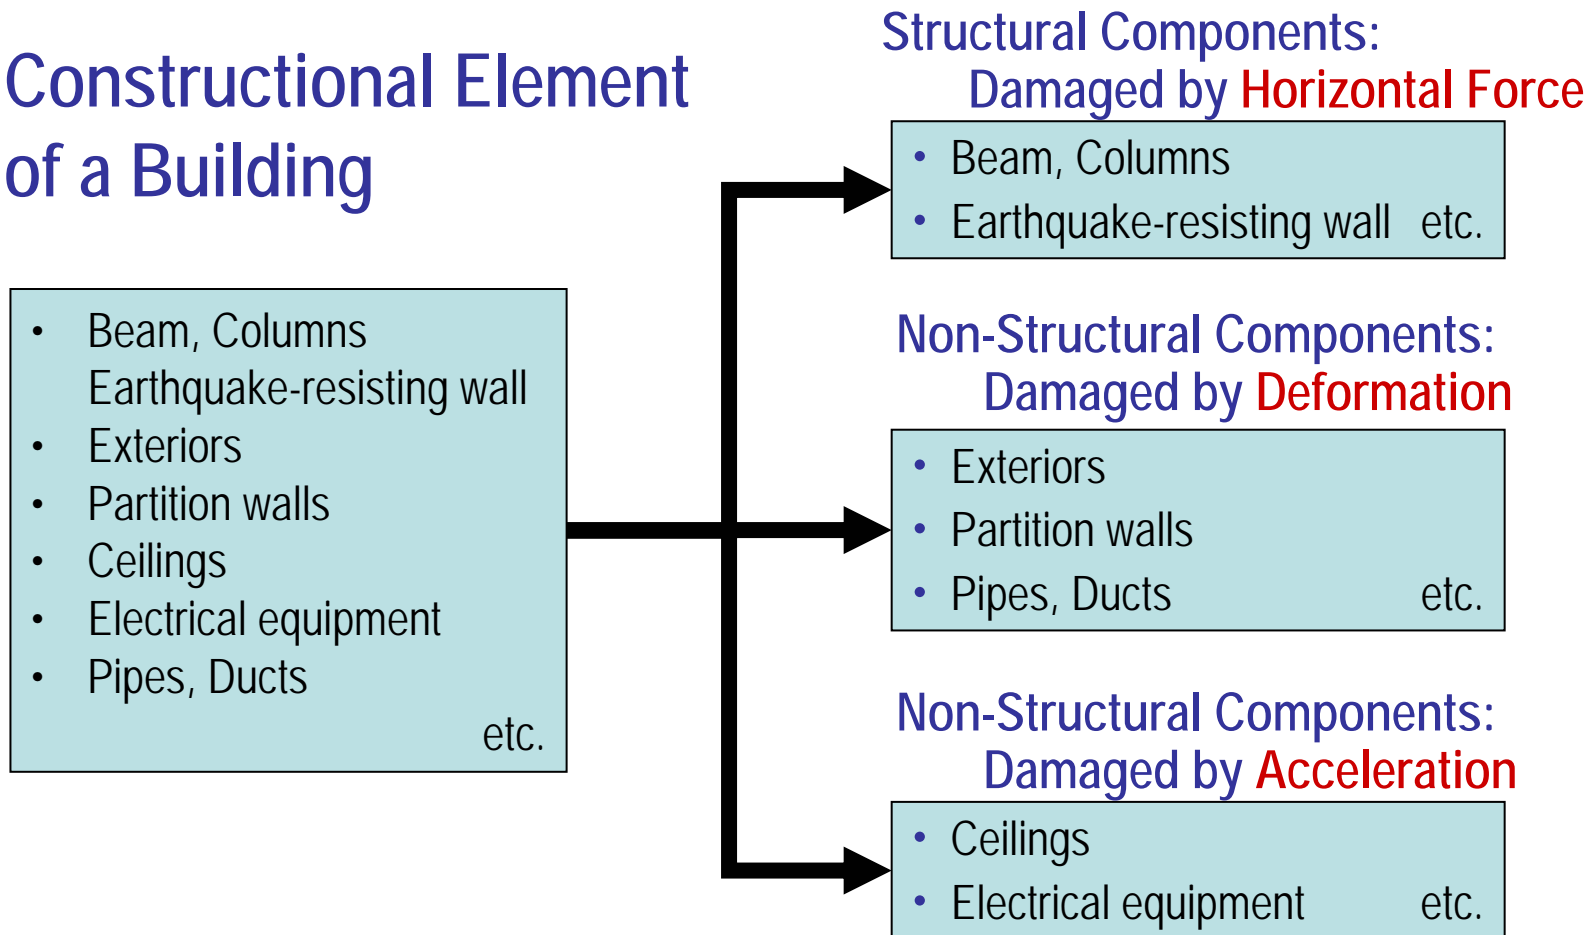 Constructional Element
of a Building
• Beam, Columns
Earthquake-resisting wall
• Exteriors
• Partition walls
• Ceilings
• Electrical equipment
• Pipes, Ducts
etc.
Structural Components:
Damaged by Horizontal Force
• Beam, Columns
• Earthquake-resisting wall etc.
Non-Structural Components:
Damaged by Deformation
• Exteriors
• Partition walls
• Pipes, Ducts etc.
Non-Structural Components:
Damaged by Acceleration
• Ceilings
• Electrical equipment etc.